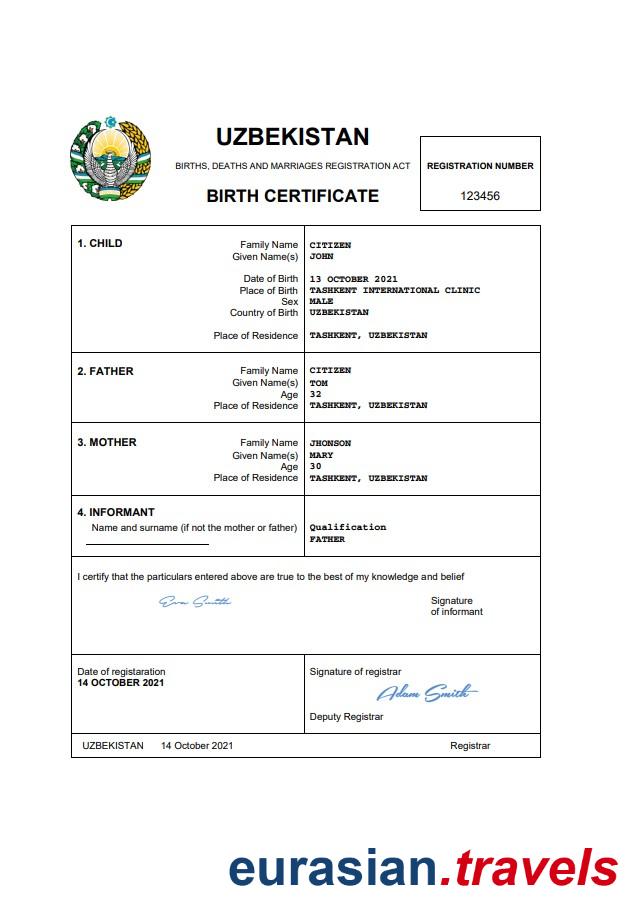 UZBEKISTAN
BIRTHS, DEATHS AND MARRIAGES REGISTRATION ACT
BIRTH CERTIFICATE
REGISTRATION NUMBER
123456
1. CHILD
Family Name CITIZEN
Given Name(s) JOHN
Date of Birth 13 OCTOBER 2021
Place of Birth TASHKENT INTERNATIONAL CLINIC
Sex MALE
Country of Birth UZBEKISTAN
Place of Residence TASHKENT, UZBEKISTAN
2. FATHER
Family Name CITIZEN
Given Name(s) TOM
Age 32
Place of Residence TASHKENT, UZBEKISTAN
3. MOTHER
Family Name JHONSON
Given Name(s) MARY
Age 30
Place of Residence TASHKENT, UZBEKISTAN
4. INFORMANT
Name and surname (if not the mother or father) Qualification
FATHER
I certify that the particulars entered above are true to the best of my knowledge and belief
Eva Smith
Signature
of informant
Date of registaration
14 OCTOBER 2021
Signature of registrar
Adam Smith
Deputy Registrar
UZBEKISTAN 14 October 2021 Registrar
eurasian.travels